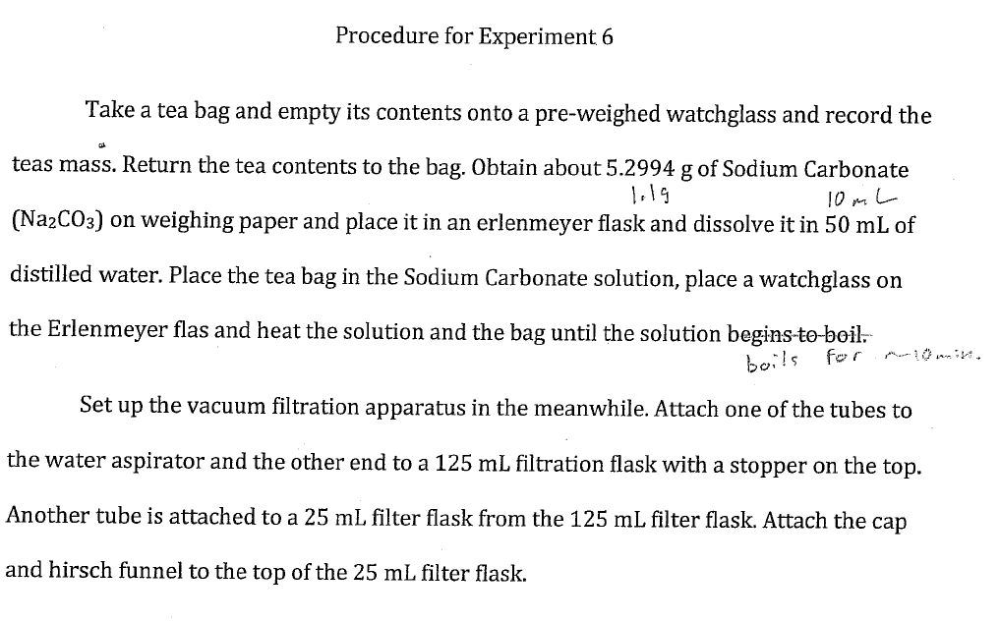 Procedure for Experiment 6
Take a tea bag and empty its contents onto a pre-weighed watchglass and record the
teas mass. Return the tea contents to the bag. Obtain about 5.2994 g of Sodium Carbonate
1.1g 10 mL
(Na2CO3) on weighing paper and place it in an erlenmeyer flask and dissolve it in 50 mL of
distilled water. Place the tea bag in the Sodium Carbonate solution, place a watchglass on
the Erlenmeyer flas and heat the solution and the bag until the solution begins to boil.
boils for ~10 min.
Set up the vacuum filtration apparatus in the meanwhile. Attach one of the tubes to
the water aspirator and the other end to a 125 mL filtration flask with a stopper on the top.
Another tube is attached to a 25 mL filter flask from the 125 mL filter flask. Attach the cap
and hirsch funnel to the top of the 25 mL filter flask.